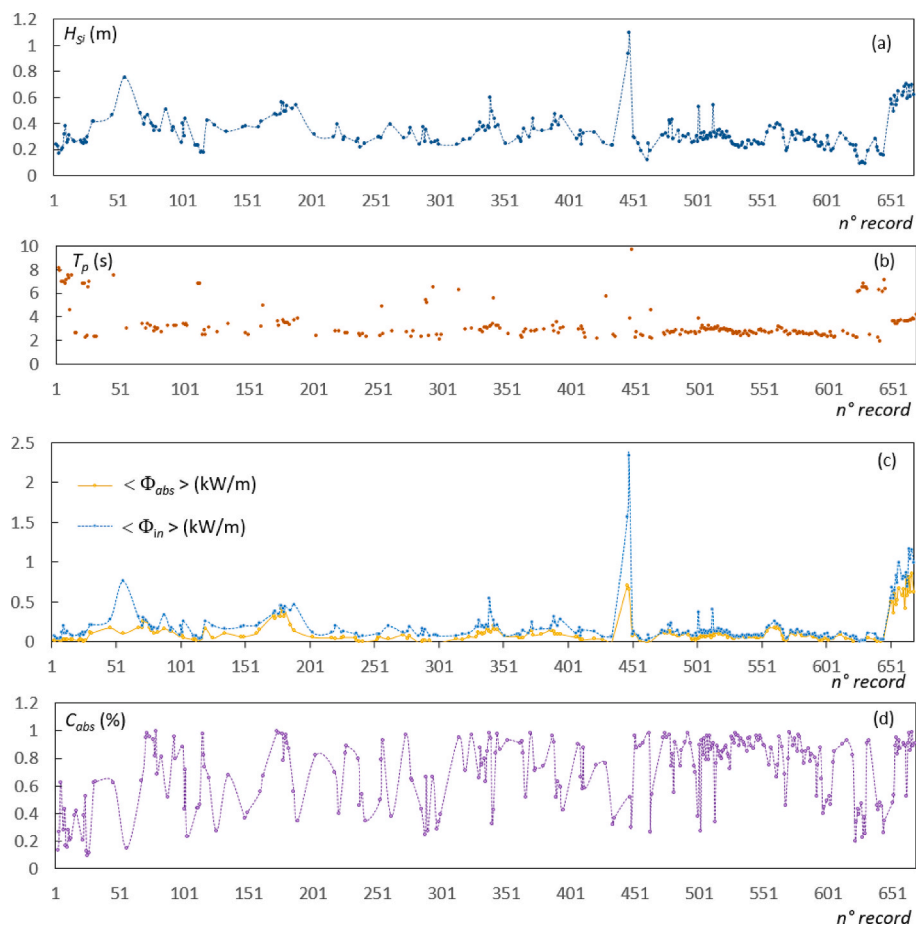 1.2
H_Si (m)
(a)
1
0.8
0.6
0.4
0.2
0
1 51 101 151 201 251 301 351 401 451 501 551 601 651
n° record
10
T_p (s)
(b)
8
6
4
2
0
1 51 101 151 201 251 301 351 401 451 501 551 601 651
n° record
2.5
(c)
2
< Φ_abs > (kW/m)
1.5
< Φ_in > (kW/m)
1
0.5
0
1 51 101 151 201 251 301 351 401 451 501 551 601 651
n° record
1.2
C_abs (%)
(d)
1
0.8
0.6
0.4
0.2
0
1 51 101 151 201 251 301 351 401 451 501 551 601 651
n° record